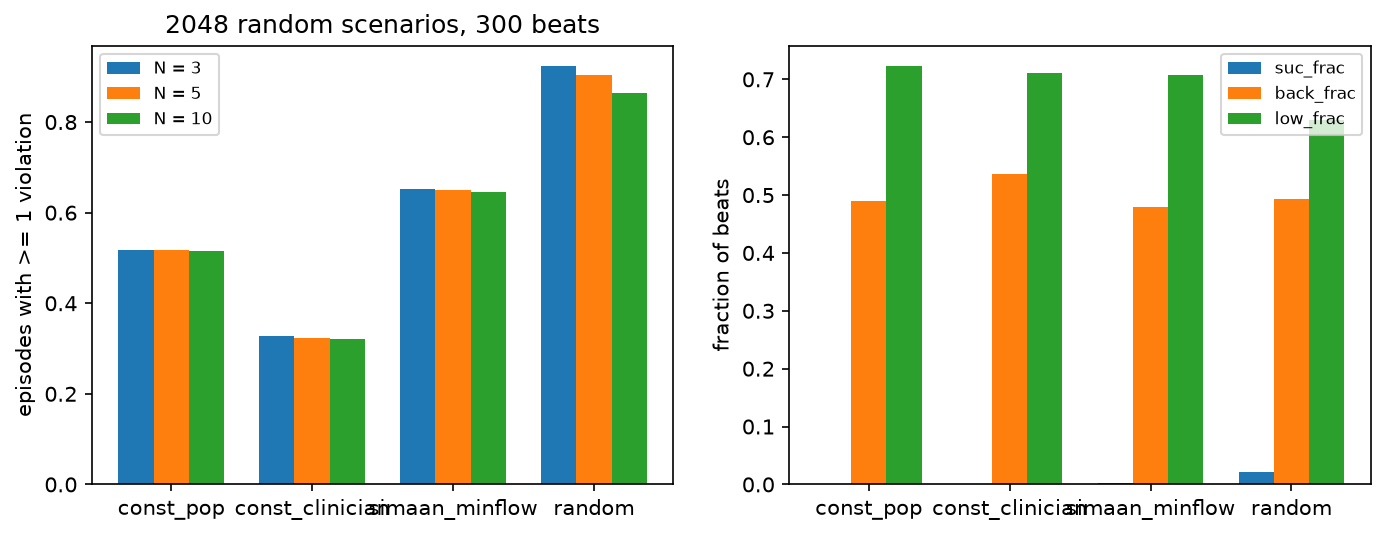 2048 random scenarios, 300 beats
episodes with >= 1 violation
0.8
0.6
0.4
0.2
0.0
N = 3
N = 5
N = 10
const_pop
const_clinician
simaan_minflow
random
fraction of beats
0.7
0.6
0.5
0.4
0.3
0.2
0.1
0.0
suc_frac
back_frac
low_frac
const_pop
const_clinician
simaan_minflow
random